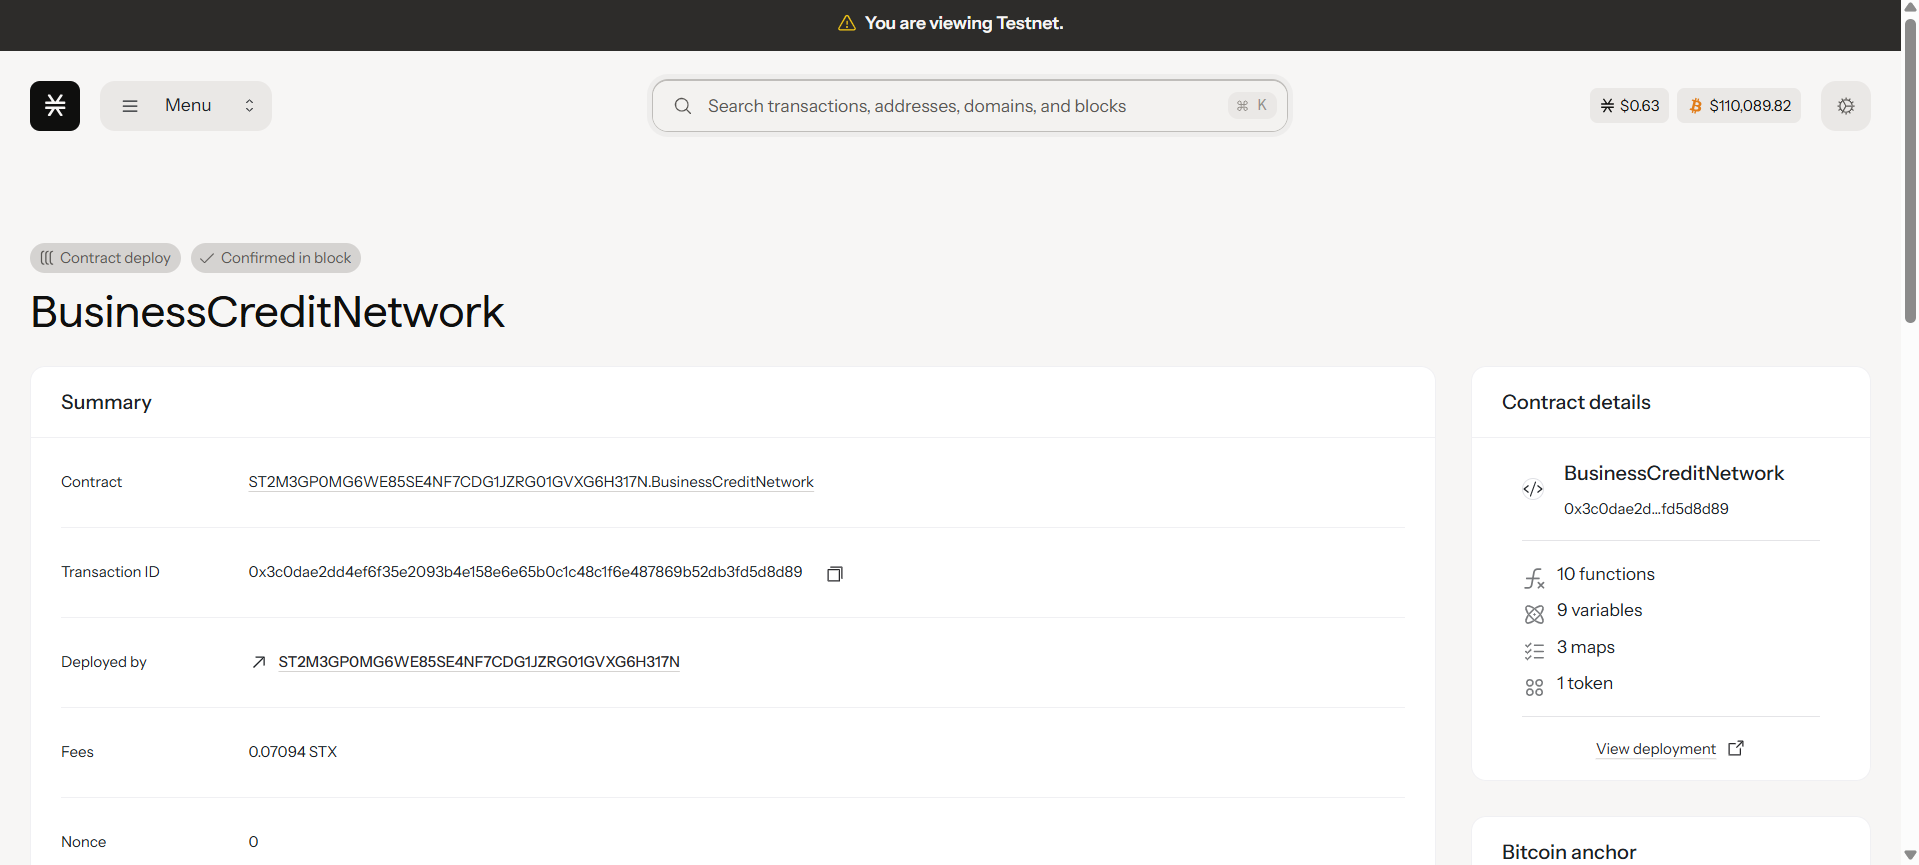 You are viewing Testnet.
Menu
Search transactions, addresses, domains, and blocks
⌘ K
$0.63
$110,089.82
Contract deploy
Confirmed in block
BusinessCreditNetwork
Summary
Contract ST2M3GP0MG6WE85SE4NF7CDG1JZRG01GVXG6H317N.BusinessCreditNetwork
Transaction ID 0x3c0dae2dd4ef6f35e2093b4e158e6e65b0c1c48c1f6e487869b52db3fd5d8d89
Deployed by ST2M3GP0MG6WE85SE4NF7CDG1JZRG01GVXG6H317N
Fees 0.07094 STX
Nonce 0
Contract details
BusinessCreditNetwork
0x3c0dae2d...fd5d8d89
10 functions
9 variables
3 maps
1 token
View deployment
Bitcoin anchor